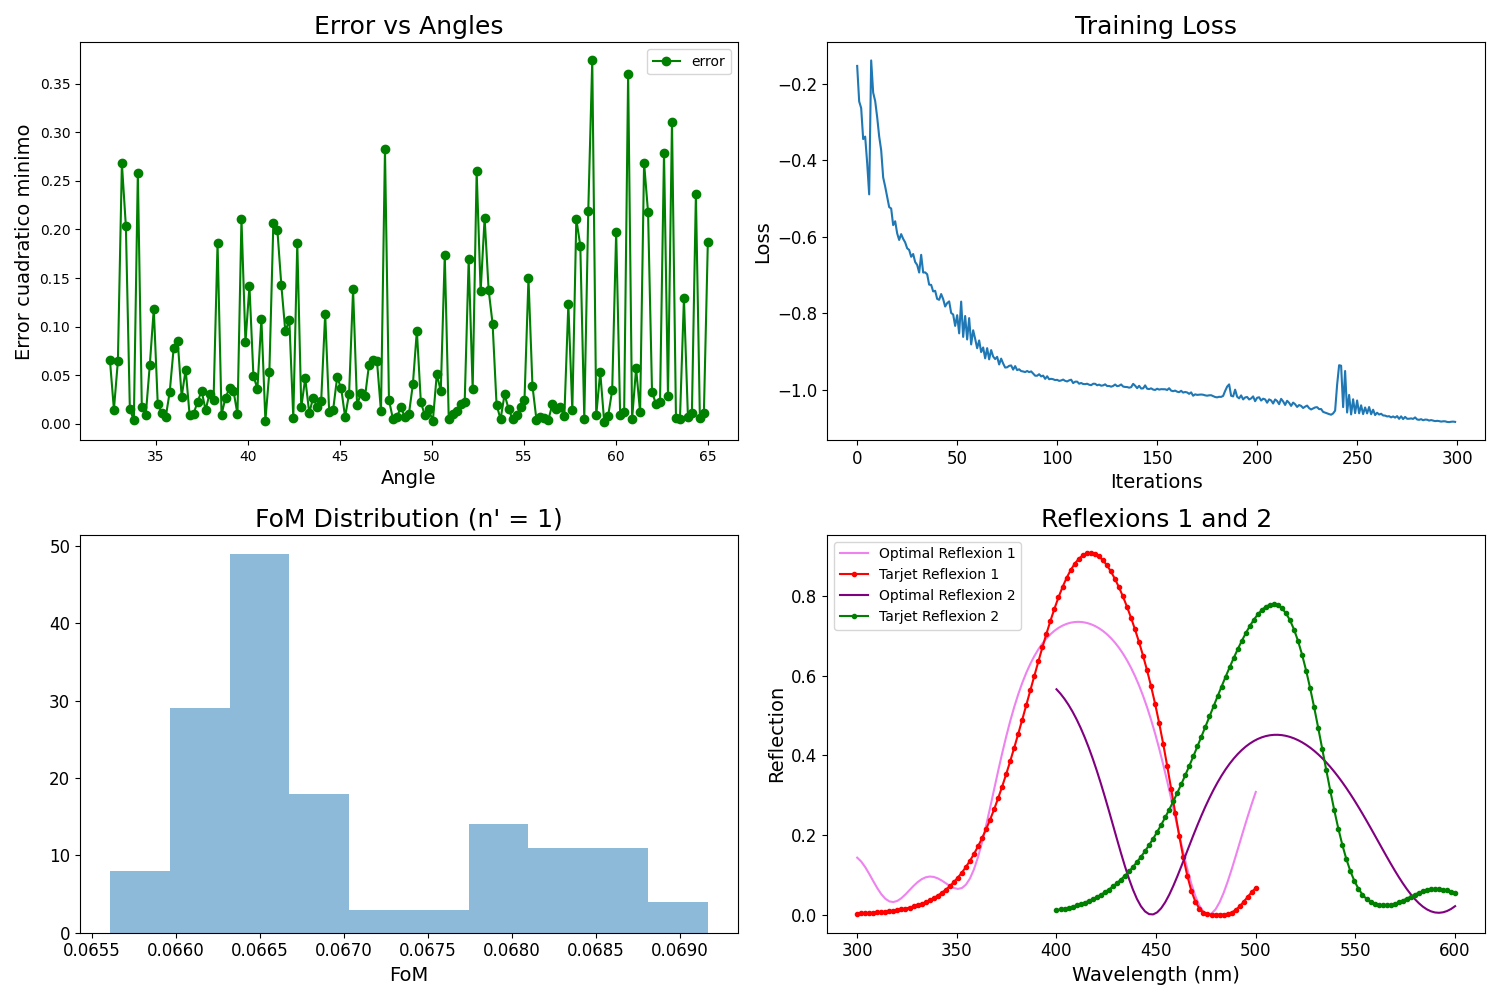 Error vs Angles
error
Error cuadratico minimo
0.35
0.30
0.25
0.20
0.15
0.10
0.05
0.00
35 40 45 50 55 60 65
Angle
Training Loss
Loss
−0.2
−0.4
−0.6
−0.8
−1.0
0 50 100 150 200 250 300
Iterations
FoM Distribution (n' = 1)
50
40
30
20
10
0
0.0655 0.0660 0.0665 0.0670 0.0675 0.0680 0.0685 0.0690
FoM
Reflexions 1 and 2
Optimal Reflexion 1
Tarjet Reflexion 1
Optimal Reflexion 2
Tarjet Reflexion 2
Reflection
0.8
0.6
0.4
0.2
0.0
300 350 400 450 500 550 600
Wavelength (nm)